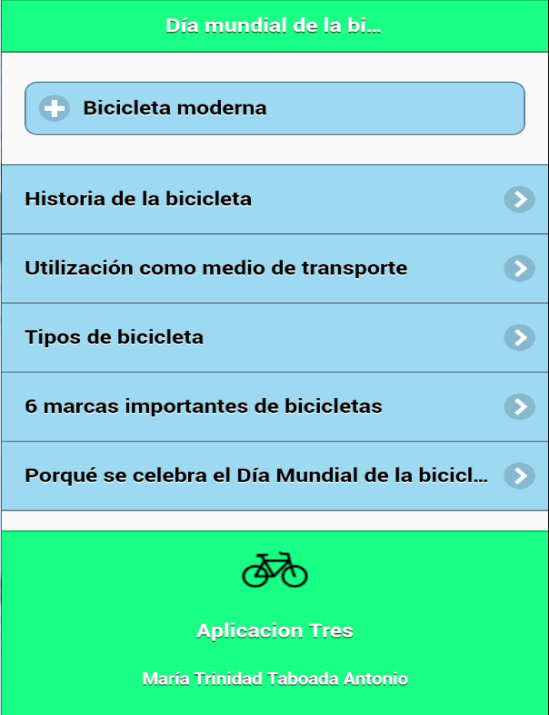 Día mundial de la bi...
Bicicleta moderna
Historia de la bicicleta
Utilización como medio de transporte
Tipos de bicicleta
6 marcas importantes de bicicletas
Porqué se celebra el Día Mundial de la bicicl...
Aplicacion Tres
María Trinidad Taboada Antonio